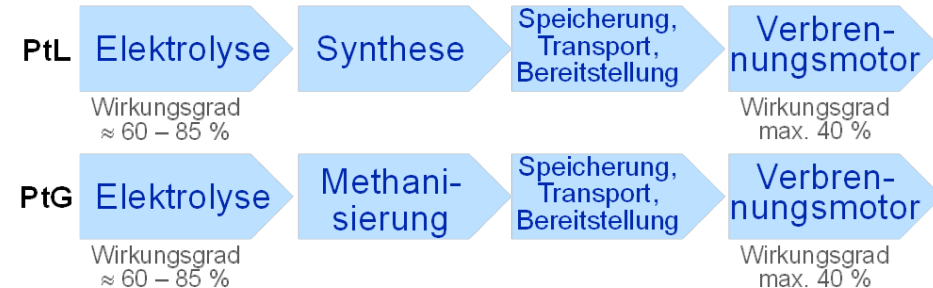 PtL
Elektrolyse
Synthese
Speicherung,
Transport,
Bereitstellung
Verbren-
nungsmotor
Wirkungsgrad
≈ 60 – 85 %
Wirkungsgrad
max. 40 %
PtG
Elektrolyse
Methani-
sierung
Speicherung,
Transport,
Bereitstellung
Verbren-
nungsmotor
Wirkungsgrad
≈ 60 – 85 %
Wirkungsgrad
max. 40 %